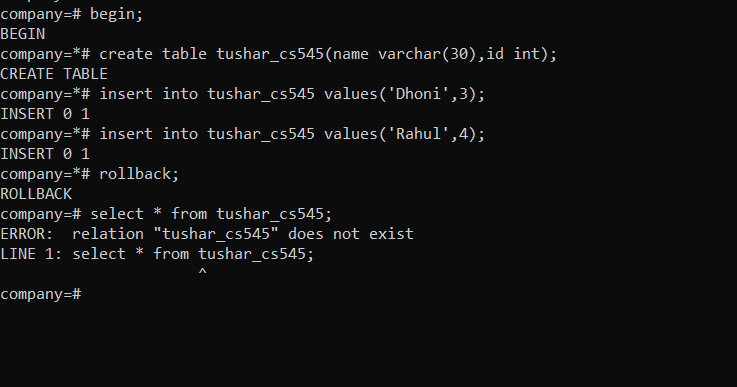 company=# begin;
BEGIN
company=*# create table tushar_cs545(name varchar(30),id int);
CREATE TABLE
company=*# insert into tushar_cs545 values('Dhoni',3);
INSERT 0 1
company=*# insert into tushar_cs545 values('Rahul',4);
INSERT 0 1
company=*# rollback;
ROLLBACK
company=# select * from tushar_cs545;
ERROR:  relation "tushar_cs545" does not exist
LINE 1: select * from tushar_cs545;
                      ^
company=#